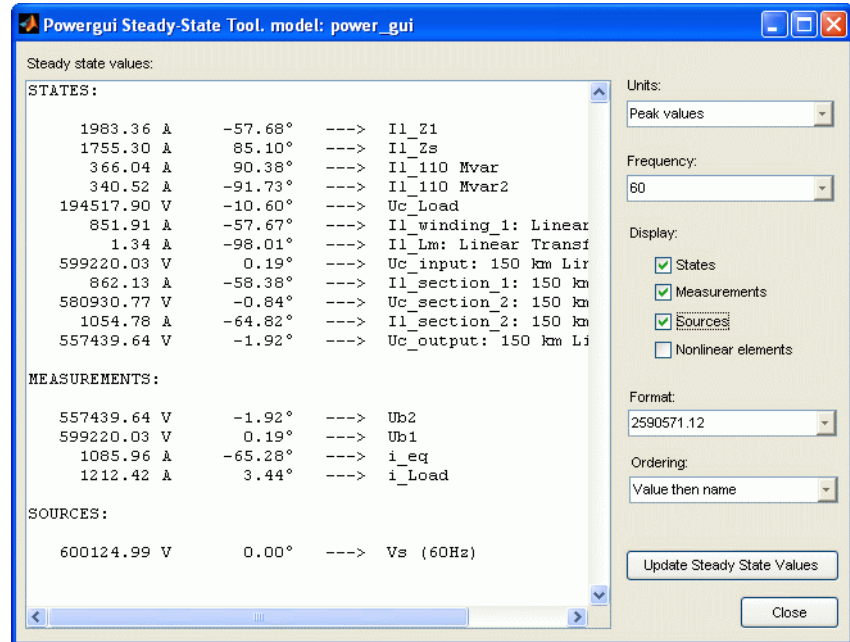 Powergui Steady-State Tool. model: power_gui
Steady state values:
STATES:
1983.36 A -57.68° ---> Il_Z1
1755.30 A 85.10° ---> Il_Zs
366.04 A 90.38° ---> Il_110 Mvar
340.52 A -91.73° ---> Il_110 Mvar2
194517.90 V -10.60° ---> Uc_Load
851.91 A -57.67° ---> Il_winding_1: Linear
1.34 A -98.01° ---> Il_Lm: Linear Transf
599220.03 V 0.19° ---> Uc_input: 150 km Lir
862.13 A -58.38° ---> Il_section_1: 150 km
580930.77 V -0.84° ---> Uc_section_2: 150 km
1054.78 A -64.82° ---> Il_section_2: 150 km
557439.64 V -1.92° ---> Uc_output: 150 km Li
MEASUREMENTS:
557439.64 V -1.92° ---> Ub2
599220.03 V 0.19° ---> Ub1
1085.96 A -65.28° ---> i_eq
1212.42 A 3.44° ---> i_Load
SOURCES:
600124.99 V 0.00° ---> Vs (60Hz)
Units:
Peak values
Frequency:
60
Display:
States
Measurements
Sources
Nonlinear elements
Format:
2590571.12
Ordering:
Value then name
Update Steady State Values
Close